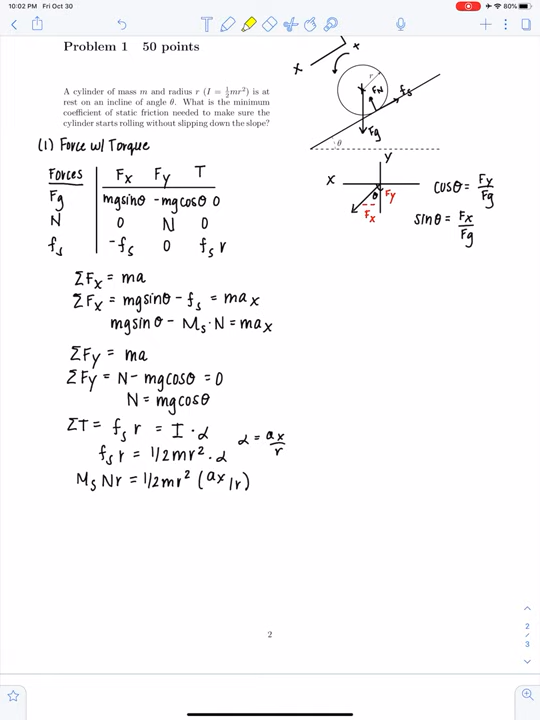 10:02 PM Fri Oct 30
80%
Problem 1 50 points
A cylinder of mass m and radius r (I = ½mr²) is at
rest on an incline of angle θ. What is the minimum
coefficient of static friction needed to make sure the
cylinder starts rolling without slipping down the slope?
x
x
r
FN
fs
Fg
θ
(1) Force w/ Torque
Forces Fx Fy T
Fg mgsinθ -mgcosθ 0
N 0 N 0
fs -fs 0 fs r
y
x
θ
Fy
Fx
cosθ = Fy/Fg
sinθ = Fx/Fg
ΣFx = ma
ΣFx = mgsinθ - fs = max
mgsinθ - Ms·N = max
ΣFy = ma
ΣFy = N - mgcosθ = 0
N = mgcosθ
ΣT = fs r = I·α
α = ax/r
fs r = 1/2mr²·α
Ms Nr = 1/2mr² (ax/r)
2
2
/
3